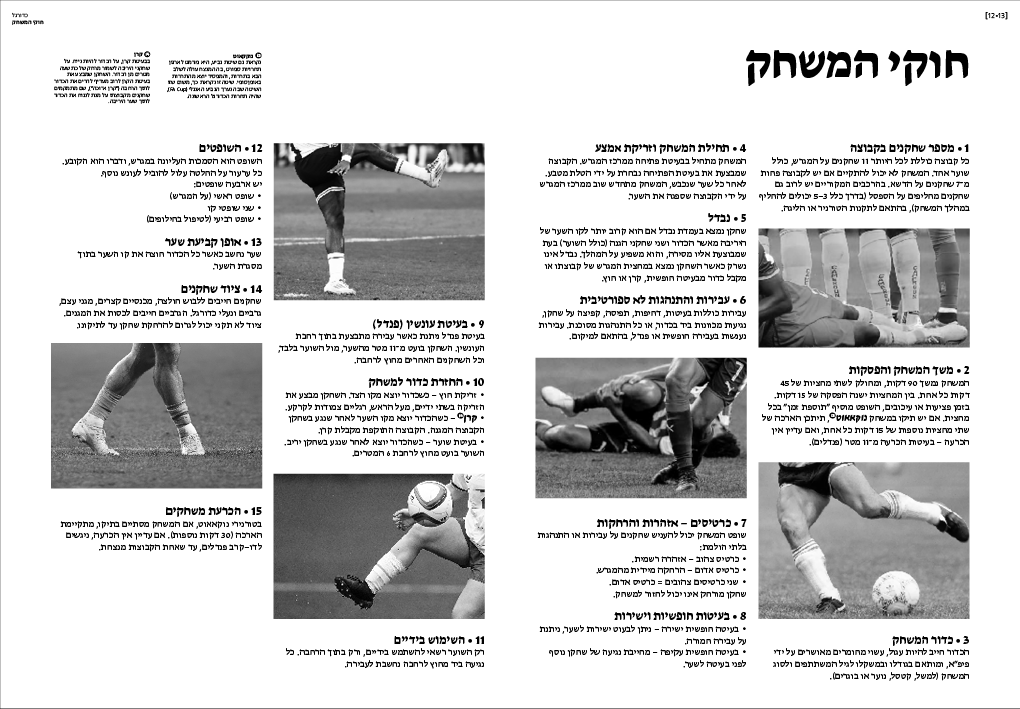 כדורגל
חוקי המשחק
[12•13]
חוקי המשחק
נוקאאוט
קרן
1 • מספר שחקנים בקבוצה
כל קבוצה כוללת לכל היותר 11 שחקנים על המגרש, כולל
שוער אחד. המשחק לא יכול להתקיים אם יש לקבוצה פחות
מ־7 שחקנים על הדשא. בהרכבים המקוריים יש לרוב גם
שחקנים מחליפים על הספסל (בדרך כלל 3–5 יכולים להחליף
במהלך המשחק), בהתאם לתקנות הטורניר או הליגה.
2 • משך המשחק והפסקות
המשחק נמשך 90 דקות, ומחולק לשתי מחציות של 45
דקות כל אחת. בין המחציות ישנה הפסקה של 15 דקות.
בזמן פציעות או עיכובים, השופט מוסיף "תוספת זמן" בכל
מחצית. אם יש תיקו במשחק נוקאאוט, תיתכן הארכה של
שתי מחציות נוספות של 15 דקות כל אחת, ואם עדיין אין
הכרעה – בעיטות הכרעה מ־11 מטר (פנדלים).
3 • כדור המשחק
הכדור חייב להיות עגול, עשוי מחומרים מאושרים על ידי
פיפ"א, ומותאם בגודלו ובמשקלו לגיל המשתתפים ולסוג
המשחק (למשל, קטסל, נוער או בוגרים).
4 • תחילת המשחק וזריקת אמצע
המשחק מתחיל בבעיטת פתיחה ממרכז המגרש. הקבוצה
שמבצעת את בעיטת הפתיחה נבחרת על ידי הטלת מטבע.
לאחר כל שער שנכבש, המשחק מתחדש שוב ממרכז המגרש
על ידי הקבוצה שספגה את השער.
5 • נבדל
שחקן נמצא בעמדת נבדל אם הוא קרוב יותר לקו השער של
היריבה מאשר הכדור ושני שחקני הגנה (כולל השוער) בעת
שמבוצעת אליו מסירה, והוא משפיע על המהלך. נבדל אינו
נשרק כאשר השחקן נמצא במחצית המגרש של קבוצתו או
מקבל כדור מבעיטת חופשית, קרן או חוץ.
6 • עבירות והתנהגות לא ספורטיבית
עבירות כוללות בעיטות, דחיפות, תפיסה, קפיצה על שחקן,
נגיעות מכוונות ביד בכדור, או כל התנהגות מסוכנת. עבירות
נענשות בעבירה חופשית או פנדל, בהתאם למיקום.
7 • כרטיסים – אזהרות והרחקות
שופט המשחק יכול להעניש שחקנים על עבירות או התנהגות
בלתי הולמת:
• כרטיס צהוב – אזהרה רשמית.
• כרטיס אדום – הרחקה מיידית מהמגרש.
• שני כרטיסים צהובים = כרטיס אדום.
שחקן מורחק אינו יכול לחזור למשחק.
8 • בעיטות חופשיות וישירות
• בעיטה חופשית ישירה – ניתן לבעוט ישירות לשער, ניתנת
על עבירה חמורה.
• בעיטה חופשית עקיפה – מחייבת נגיעה של שחקן נוסף
לפני בעיטה לשער.
9 • בעיטת עונשין (פנדל)
בעיטת פנדל ניתנת כאשר עבירה מתבצעת בתוך רחבת
העונשין. השחקן בועט מ־11 מטר מהשער, מול השוער בלבד,
וכל השחקנים האחרים מחוץ לרחבה.
10 • החזרת כדור למשחק
• זריקת חוץ – כשכדור יוצא מקו הצד. השחקן מבצע את
הזריקה בשתי ידיים, מעל הראש, רגליים צמודות לקרקע.
• קרן – כשהכדור יוצא מקו השער לאחר שנגע בשחקן
הקבוצה המגנה. הקבוצה התוקפת מקבלת קרן.
• בעיטת שוער – כשהכדור יוצא לאחר שנגע בשחקן יריב.
השוער בועט מחוץ לרחבת 6 המטרים.
11 • השימוש בידיים
רק השוער רשאי להשתמש בידיים, ורק בתוך הרחבה. כל
נגיעה ביד מחוץ לרחבה נחשבת לעבירה.
12 • השופטים
השופט הוא הסמכות העליונה במגרש, ודברו הוא הקובע.
כל ערעור על החלטה עלול להוביל לעונש נוסף.
יש ארבעה שופטים:
• שופט ראשי (על המגרש)
• שני שופטי קו
• שופט רביעי (לטיפול בחילופים)
13 • אופן קביעת שער
שער נחשב כאשר כל הכדור חוצה את קו השער בתוך
מסגרת השער.
14 • ציוד שחקנים
שחקנים חייבים ללבוש חולצה, מכנסיים קצרים, מגני עצם,
גרביים ונעלי כדורגל. הגרביים חייבים לכסות את המגנים.
ציוד לא תקני יכול לגרום להרחקת שחקן עד לתיקונו.
15 • הכרעת משחקים
בטורנירי נוקאאוט, אם המשחק מסתיים בתיקו, מתקיימת
הארכה (30 דקות נוספות). אם עדיין אין הכרעה, ניגשים
לדו–קרב פנדלים, עד שאחת הקבוצות מנצחת.